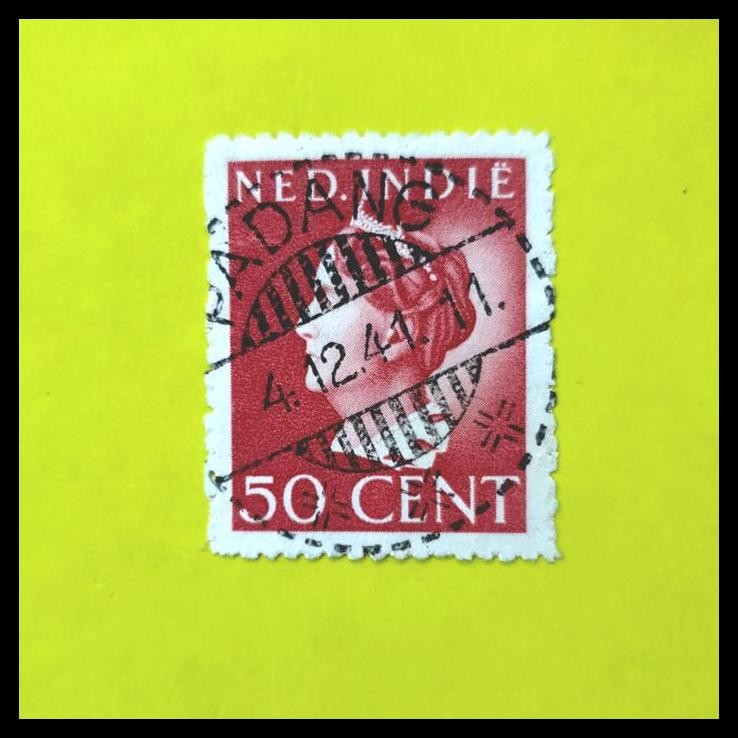 NED.INDIË
PADANG
4.12.41.11.
50 CENT